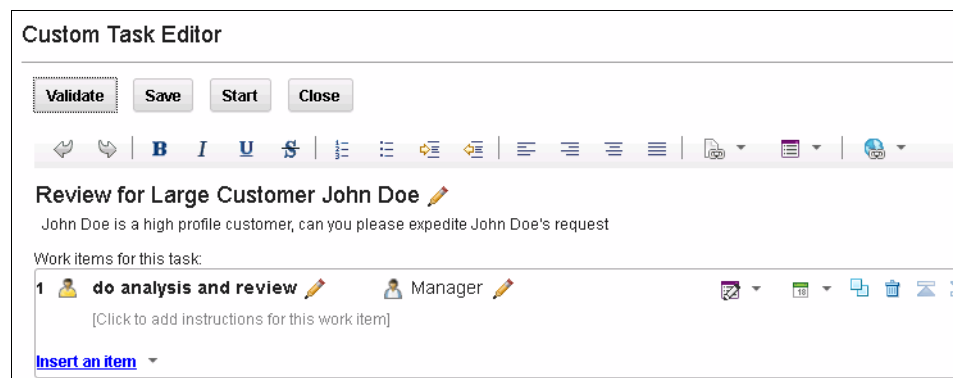 Custom Task Editor
Validate Save Start Close
B I U S
Review for Large Customer John Doe
John Doe is a high profile customer, can you please expedite John Doe's request
Work items for this task:
1 do analysis and review Manager 18
[Click to add instructions for this work item]
Insert an item